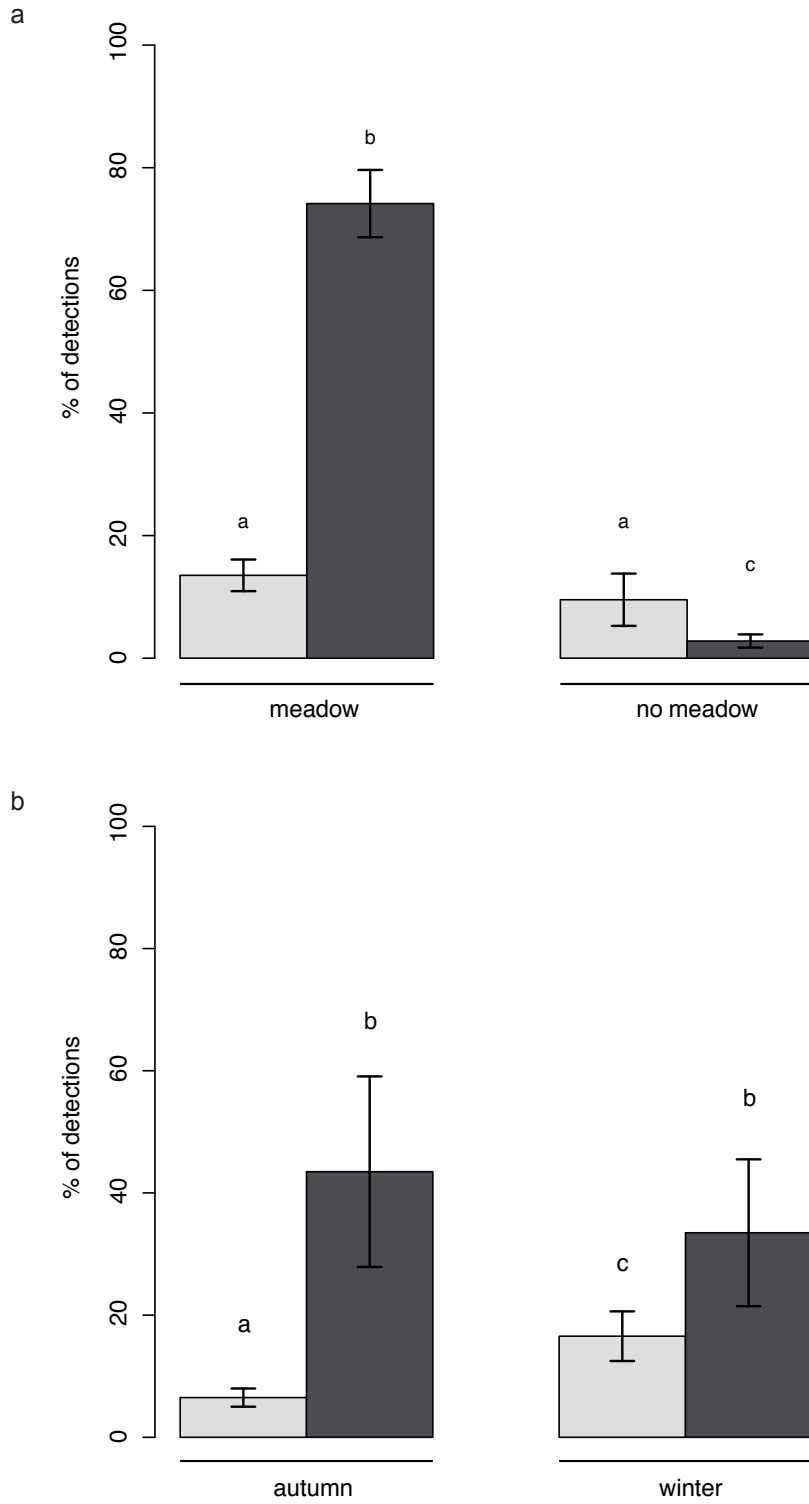 a
100
80
60
40
20
0
% of detections
a
b
a
c
meadow
no meadow
b
100
80
60
40
20
0
% of detections
a
b
c
b
autumn
winter